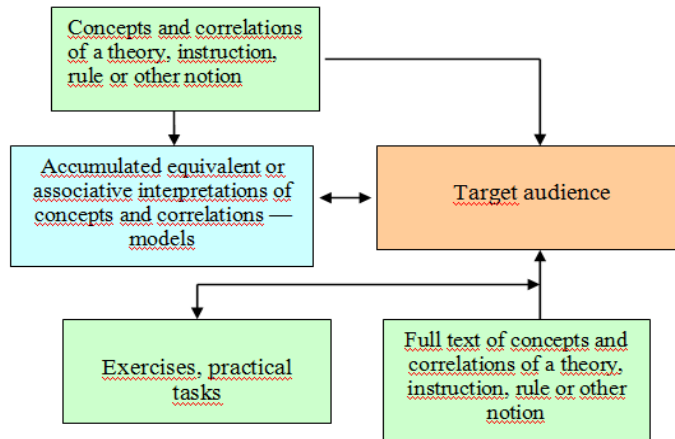 Concepts and correlations
of a theory, instruction,
rule or other notion
Accumulated equivalent or
associative interpretations of
concepts and correlations —
models
Target audience
Exercises, practical
tasks
Full text of concepts and
correlations of a theory,
instruction, rule or other
notion